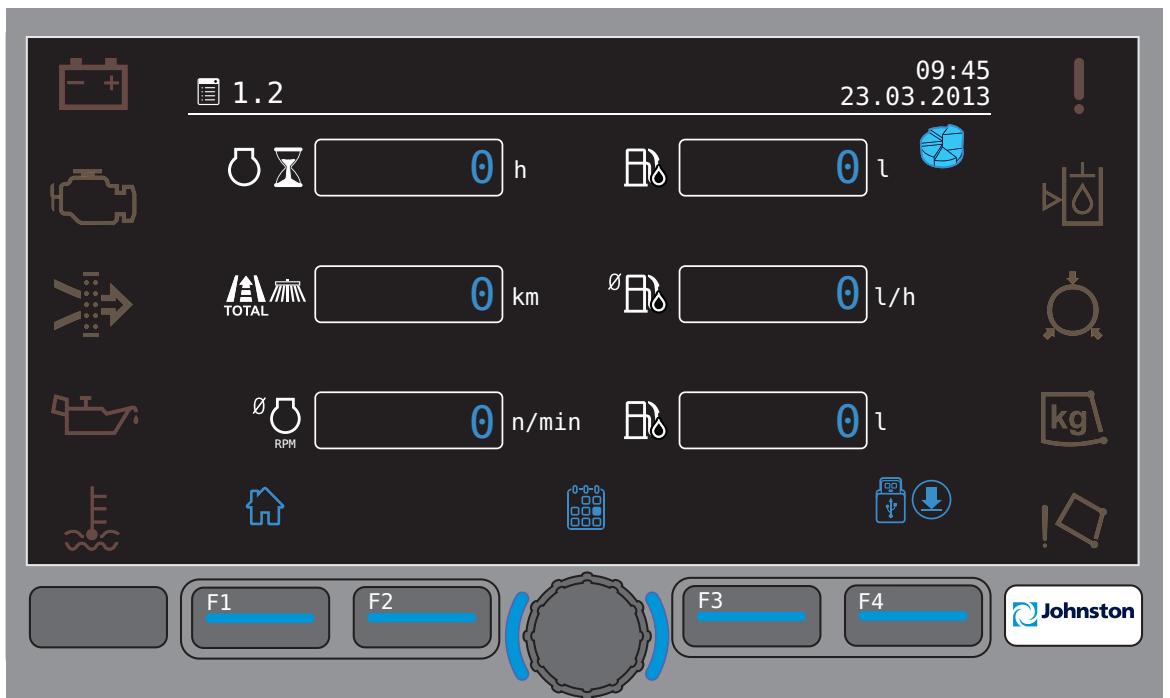 09:45
1.2 23.03.2013
0 h 0 l
TOTAL 0 km Ø 0 l/h
Ø RPM 0 n/min 0 l
kg
F1 F2 F3 F4
Johnston